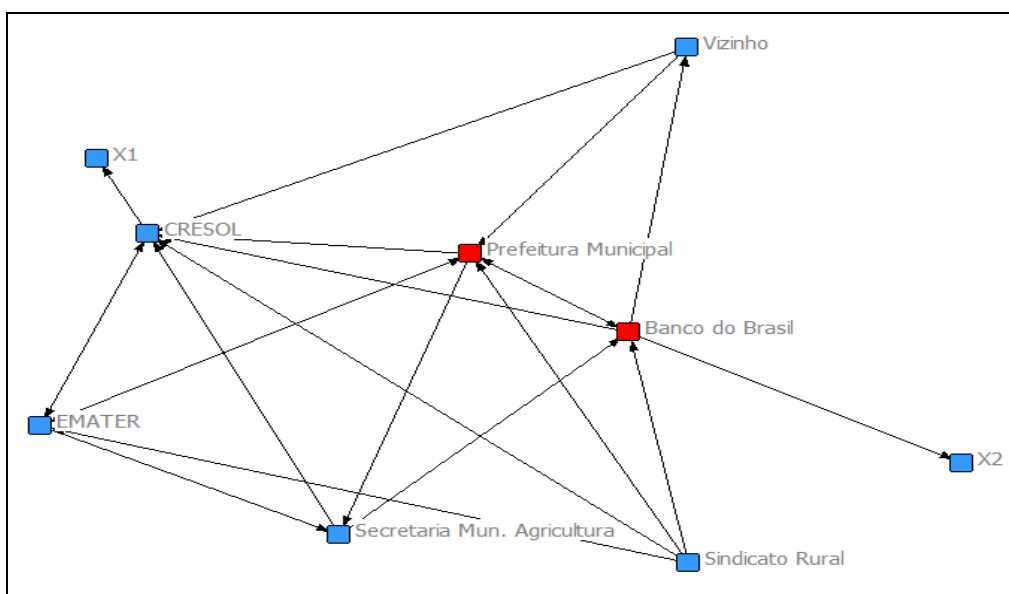 Vizinho
X1
CRESOL
Prefeitura Municipal
Banco do Brasil
EMATER
X2
Secretaria Mun. Agricultura
Sindicato Rural